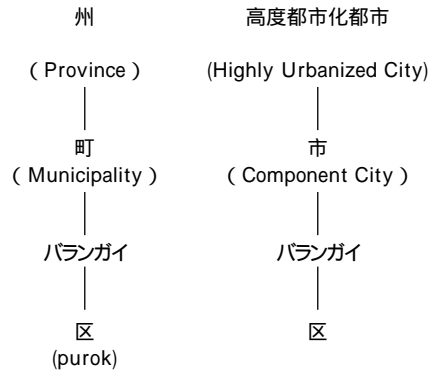 州 高度都市化都市
( Province ) (Highly Urbanized City)
町 市
( Municipality ) ( Component City )
バランガイ バランガイ
区 区
(purok)